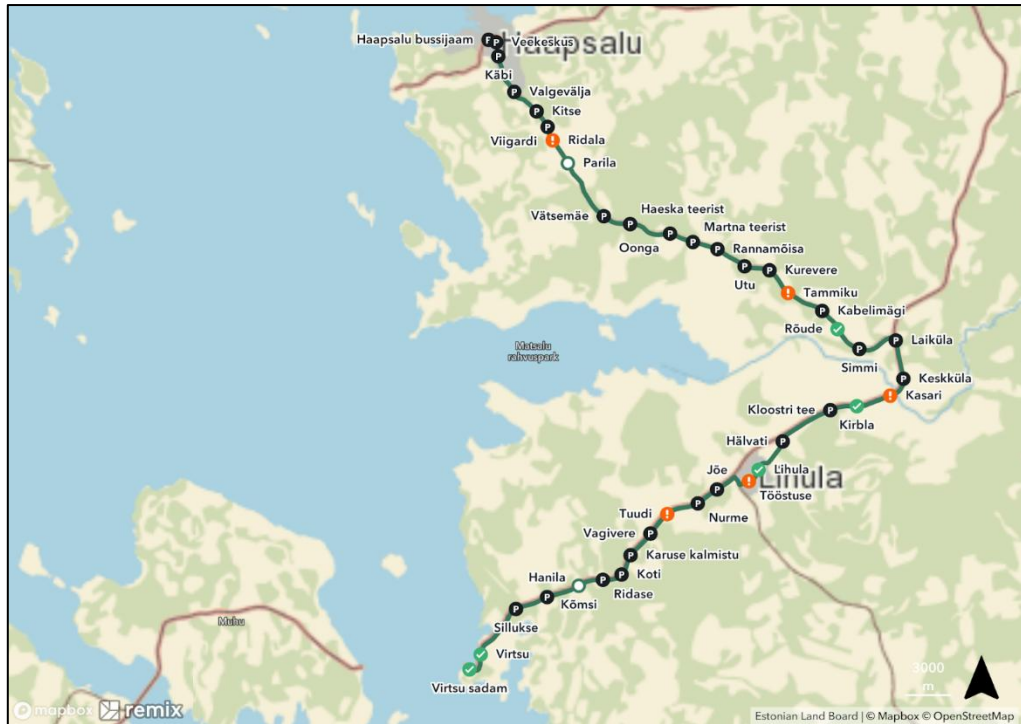 Haapsalu bussijaam
Veekeskus
Haapsalu
Käbi
Valgevälja
Kitse
Viigardi
Ridala
Parila
Vätsemäe
Haeska teerist
Oonga
Martna teerist
Rannamõisa
Utu
Kurevere
Tammiku
Kabelimägi
Rõude
Laiküla
Simmi
Matsalu
rahvuspark
Keskküla
Kasari
Kloostri tee
Kirbla
Hälvati
Jõe
Lihula
Lihula
Tööstuse
Tuudi
Nurme
Vagivere
Karuse kalmistu
Hanila
Koti
Ridase
Kõmsi
Sillukse
Muhu
Virtsu
Virtsu sadam
3000
m
mapbox remix
Estonian Land Board | © Mapbox © OpenStreetMap